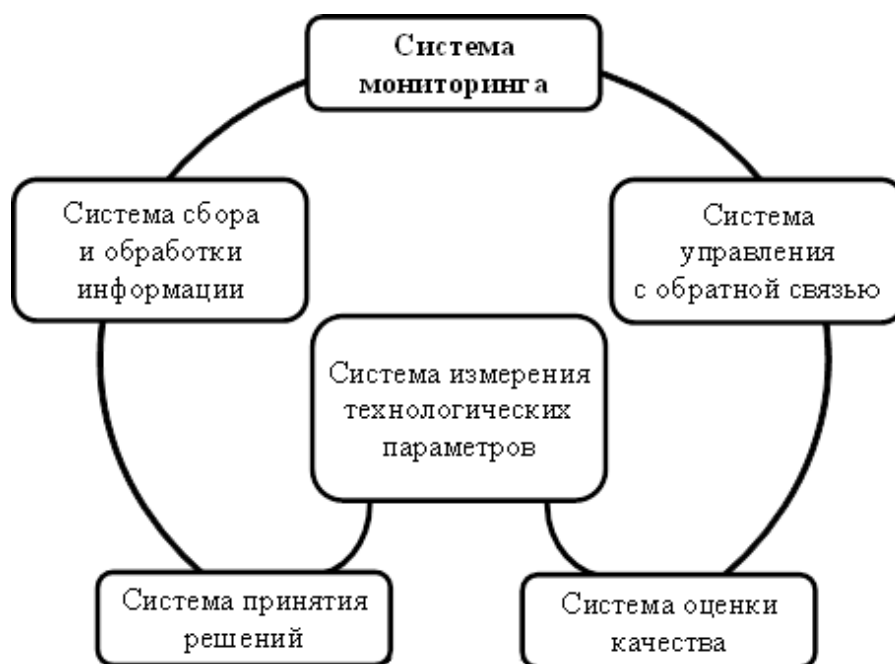 Система
мониторинга
Система сбора
и обработки
информации
Система
управления
с обратной связью
Система измерения
технологических
параметров
Система принятия
решений
Система оценки
качества